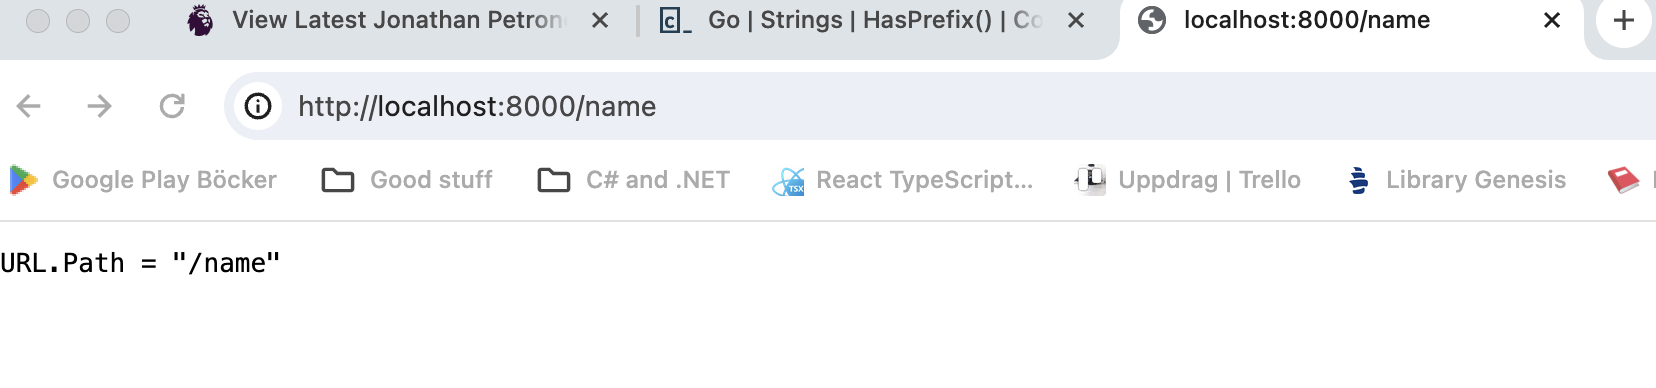 View Latest Jonathan Petron
Go | Strings | HasPrefix() | Co
localhost:8000/name
http://localhost:8000/name
Google Play Böcker
Good stuff
C# and .NET
TSX
React TypeScript...
Uppdrag | Trello
Library Genesis
URL.Path = "/name"